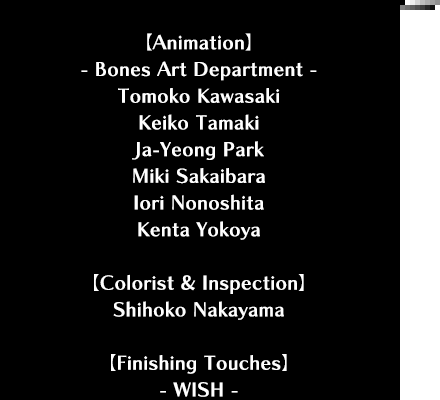 【Animation】
- Bones Art Department -
Tomoko Kawasaki
Keiko Tamaki
Ja-Yeong Park
Miki Sakaibara
Iori Nonoshita
Kenta Yokoya
【Colorist & Inspection】
Shihoko Nakayama
【Finishing Touches】
- WISH -